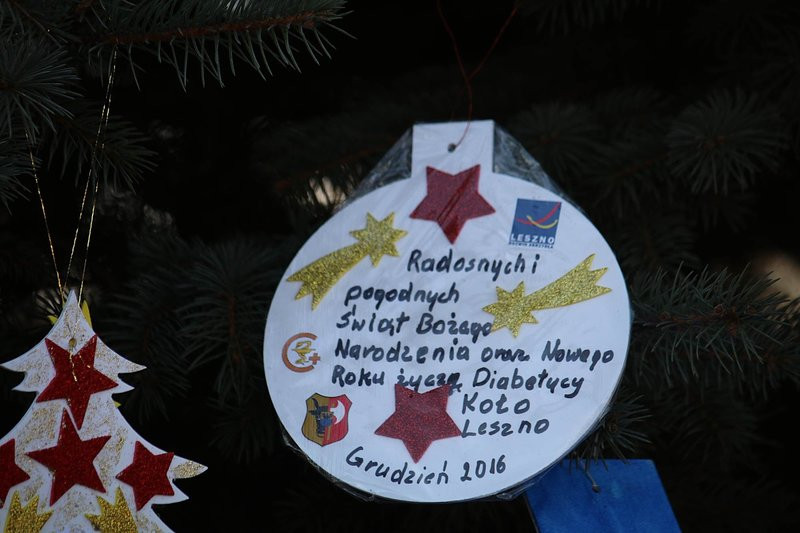 LESZNO
Radosnych i
pogodnych
Świąt Bożego
Narodzenia oraz Nowego
Roku życzą Diabetycy
Koło
Leszno
Grudzień 2016